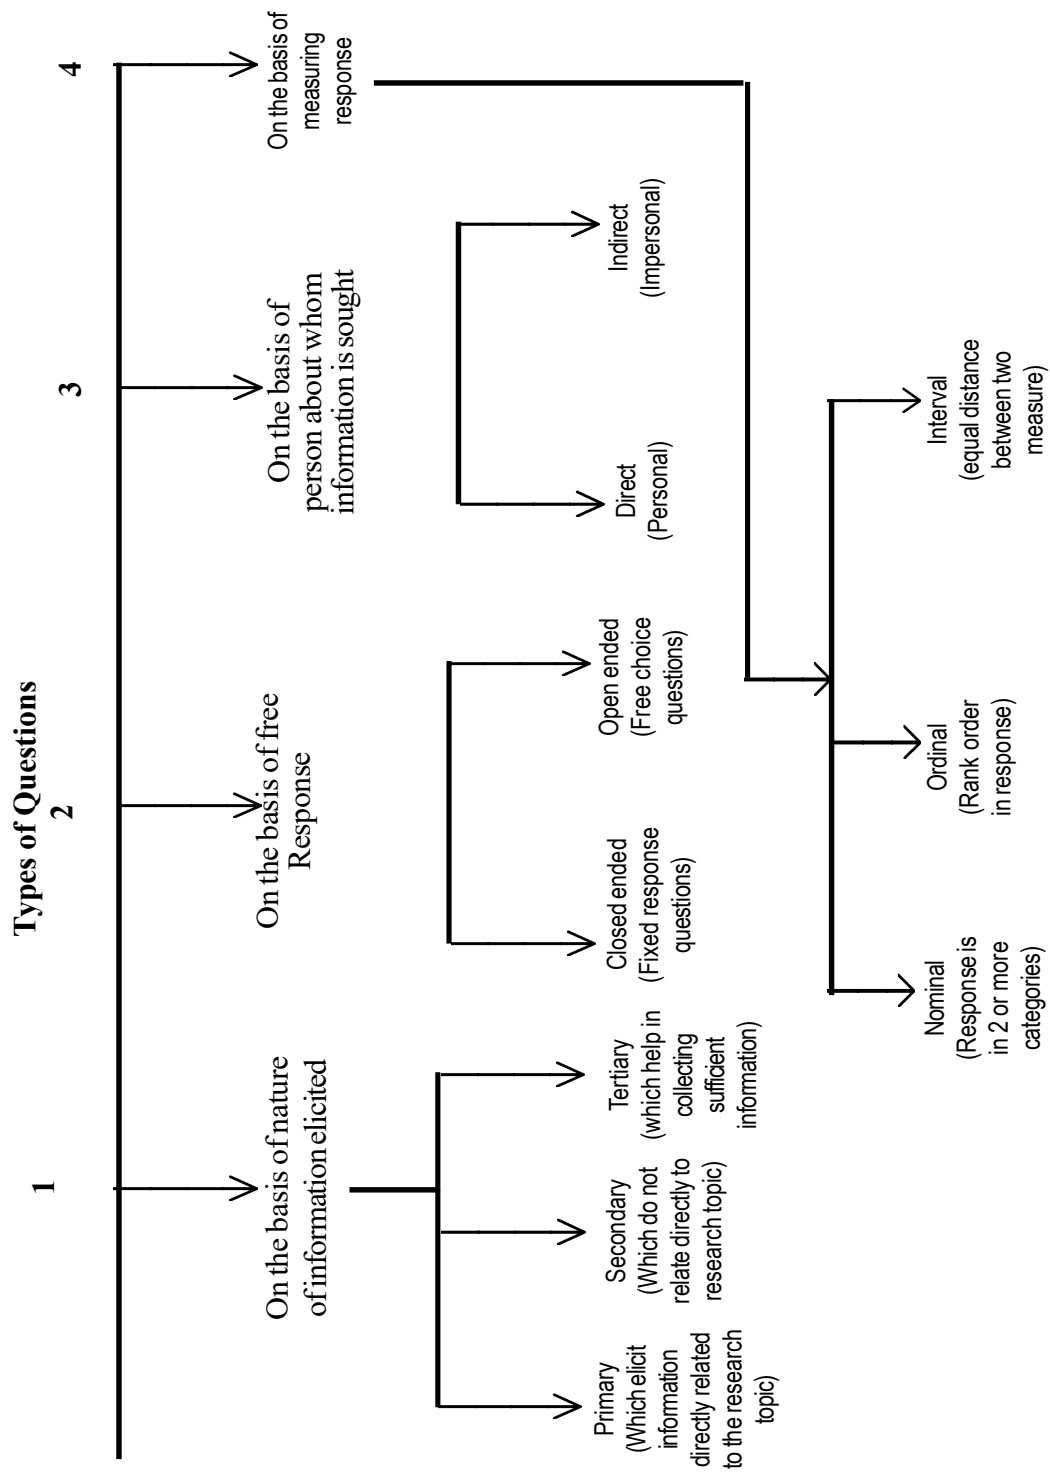 Types of Questions
1
2
3
4
On the basis of nature
of information elicited
On the basis of free
Response
On the basis of
person about whom
information is sought
On the basis of
measuring
response
Primary
(Which elicit
information
directly related
to the research
topic)
Secondary
(Which do not
relate directly to
research topic)
Tertiary
(which help in
collecting
sufficient
information)
Closed ended
(Fixed response
questions)
Open ended
(Free choice
questions)
Direct
(Personal)
Indirect
(Impersonal)
Nominal
(Response is
in 2 or more
categories)
Ordinal
(Rank order
in response)
Interval
(equal distance
between two
measure)